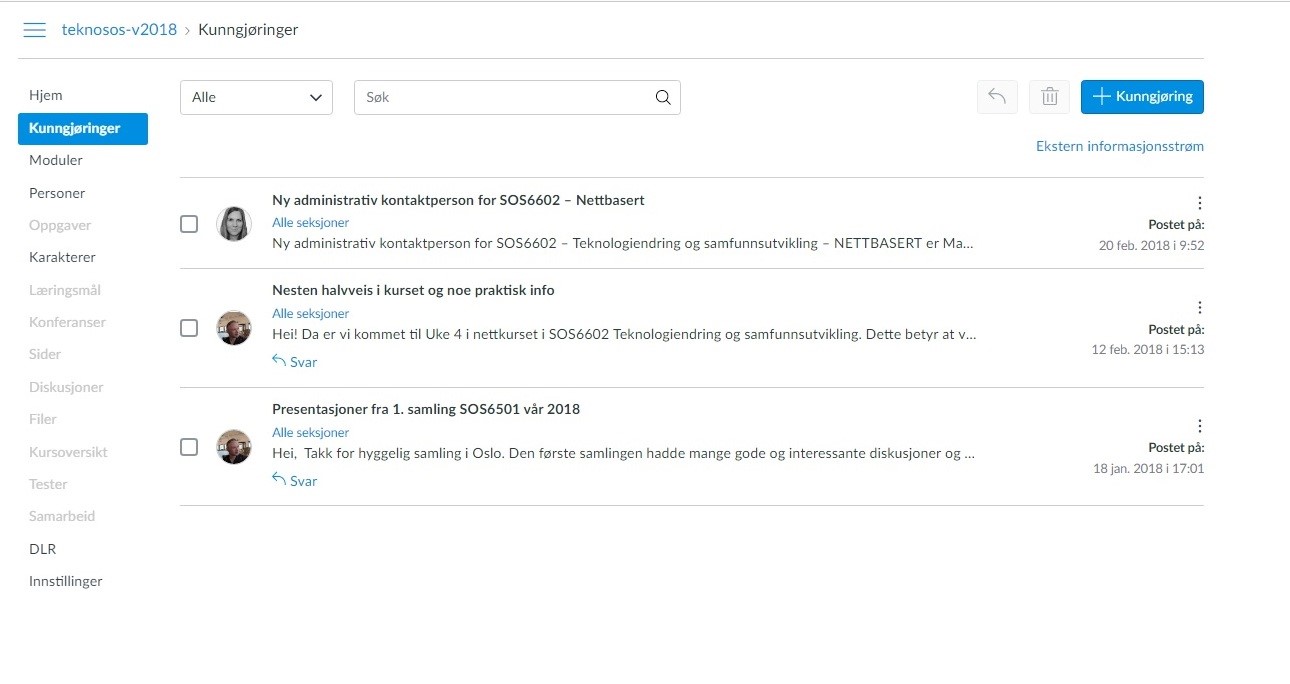 teknosos-v2018 › Kunngjøringer
Hjem
Kunngjøringer
Moduler
Personer
Oppgaver
Karakterer
Læringsmål
Konferanser
Sider
Diskusjoner
Filer
Kursoversikt
Tester
Samarbeid
DLR
Innstillinger
Alle
Søk
Kunngjøring
Ekstern informasjonsstrøm
Ny administrativ kontaktperson for SOS6602 – Nettbasert
Alle seksjoner
Ny administrativ kontaktperson for SOS6602 – Teknologiendring og samfunnsutvikling – NETTBASERT er Ma...
Postet på:
20 feb. 2018 i 9:52
Nesten halvveis i kurset og noe praktisk info
Alle seksjoner
Hei! Da er vi kommet til Uke 4 i nettkurset i SOS6602 Teknologiendring og samfunnsutvikling. Dette betyr at v...
Svar
Postet på:
12 feb. 2018 i 15:13
Presentasjoner fra 1. samling SOS6501 vår 2018
Alle seksjoner
Hei,  Takk for hyggelig samling i Oslo. Den første samlingen hadde mange gode og interessante diskusjoner og ...
Svar
Postet på:
18 jan. 2018 i 17:01